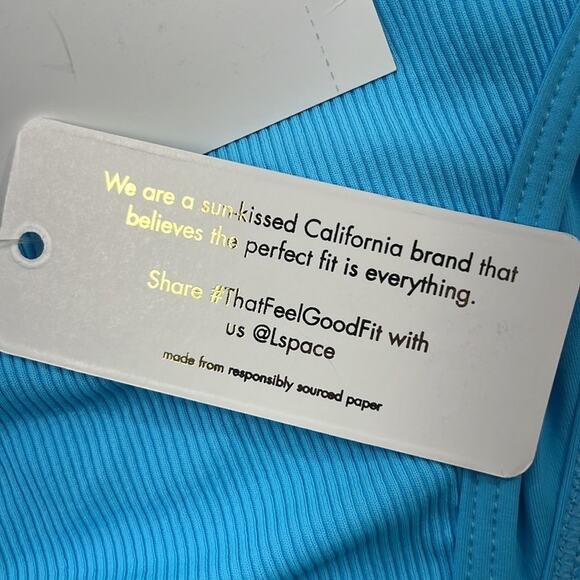 We are a sun-kissed California brand that
believes the perfect fit is everything.
Share #ThatFeelGoodFit with
us @Lspace
made from responsibly sourced paper